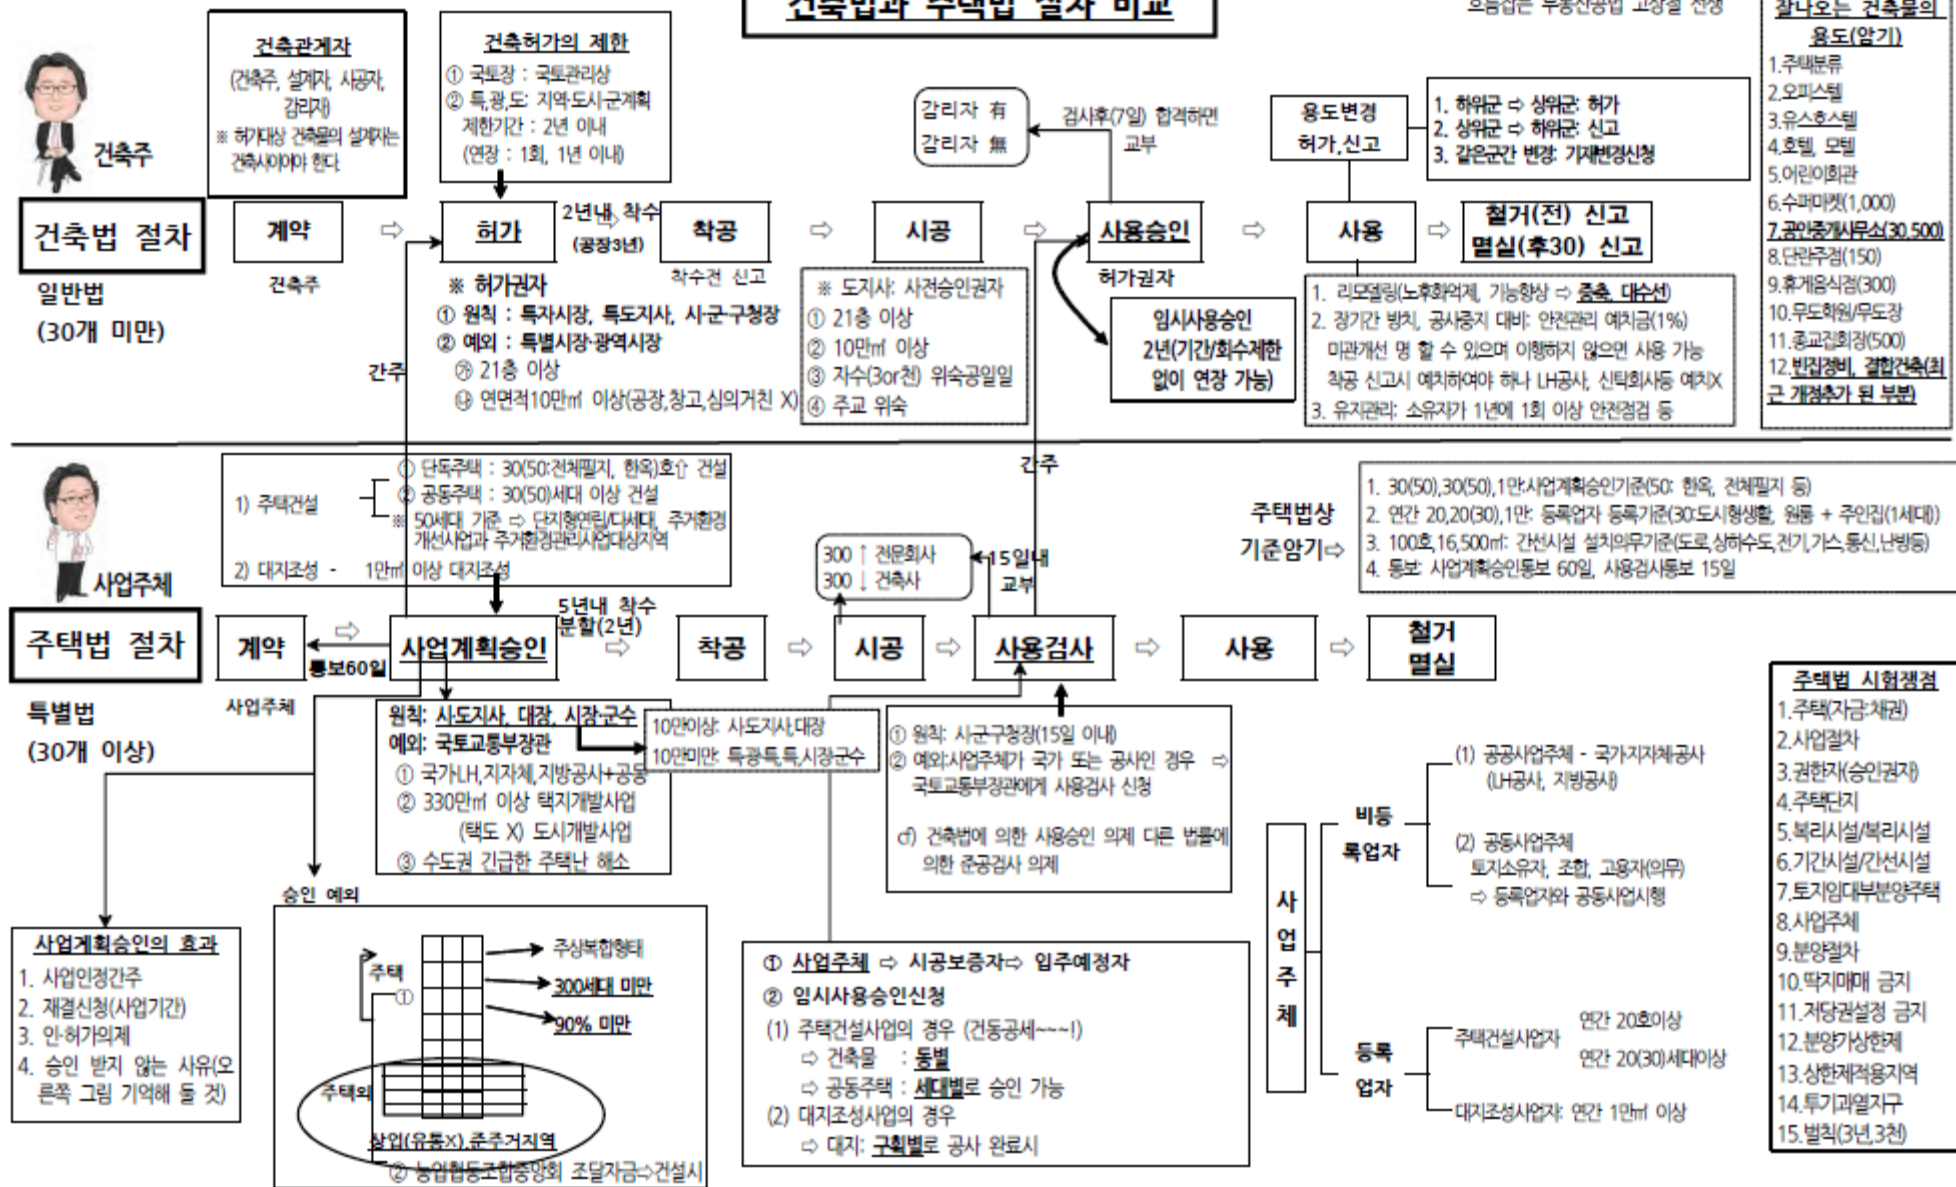 건축법과 주택법 절차 비교
흐름잡는 부동산공법 고상철 선생
건축관게자
(건축주, 설계자, 시공자,
감리자)
※ 허가대상 건축물의 설계자는
건축사이어야 한다.
건축주
건축허가의 제한
① 국토장 : 국토관리상
② 특,광,도: 지역·도시·군계획
제한기간 : 2년 이내
(연장 : 1회, 1년 이내)
감리자 有
감리자 無
검사후(7일) 합격하면
교부
용도변경
허가,신고
1. 하위군 ⇨ 상위군: 허가
2. 상위군 ⇨ 하위군: 신고
3. 같은군간 변경: 기재변경신청
잘나오는 건축물의
용도(암기)
1.주택분류
2.오피스텔
3.유스호스텔
4.호텔, 모텔
5.어린이회관
6.수퍼마켓(1,000)
7.공인중개사무소(30,500)
8.단란주점(150)
9.휴게음식점(300)
10.무도학원/무도장
11.종교집회장(500)
12.빈집정비, 결합건축(최
근 개정추가 된 부분)
건축법 절차
일반법
(30개 미만)
계약
건축주
⇨
허가
2년내 착수
⇨
(공장3년)
착공
착수전 신고
⇨
시공
⇨
사용승인
허가권자
⇨
사용
⇨
철거(전) 신고
멸실(후30) 신고
※ 허가권자
① 원칙 : 특자시장, 특도지사, 시·군·구청장
② 예외 : 특별시장·광역시장
㉮ 21층 이상
㉯ 연면적10만㎡ 이상(공장,창고,심의거친 X)
간주
※ 도지사: 사전승인권자
① 21층 이상
② 10만㎡ 이상
③ 자수(3or천) 위숙공일일
④ 주교 위숙
임시사용승인
2년(기간/회수제한
없이 연장 가능)
1. 리모델링(노후화억제, 기능향상 ⇨ 증축, 대수선)
2. 장기간 방치, 공사중지 대비: 안전관리 예치금(1%)
미관개선 명 할 수 있으며 이행하지 않으면 사용 가능
착공 신고시 예치하여야 하나 LH공사, 신탁회사등 예치X
3. 유지관리: 소유자가 1년에 1회 이상 안전점검 등
사업주체
1) 주택건설
① 단독주택 : 30(50:전체필지, 한옥)호⇧ 건설
② 공동주택 : 30(50)세대 이상 건설
※ 50세대 기준 ⇨ 단지형연립/다세대, 주거환경
개선사업과 주거환경관리사업대상지역
2) 대지조성 - 1만㎡ 이상 대지조성
300 ↑ 전문회사
300 ↓ 건축사
15일내
교부
간주
주택법상
기준암기⇨
1. 30(50),30(50),1만:사업계획승인기준(50: 한옥, 전체필지 등)
2. 연간 20,20(30),1만: 등록업자 등록기준(30:도시형생활, 원룸 + 주인집(1세대))
3. 100호,16,500㎡: 간선시설 설치의무기준(도로,상하수도,전기,가스,통신,난방등)
4. 통보: 사업계획승인통보 60일, 사용검사통보 15일
주택법 절차
특별법
(30개 이상)
계약
사업주체
⇨
통보60일
사업계획승인
5년내 착수
분할(2년)
⇨
착공
⇨
시공
⇨
사용검사
⇨
사용
⇨
철거
멸실
원칙: 사·도지사, 대장, 시장·군수
예외: 국토교통부장관
① 국가LH,지자체,지방공사+공동
② 330만㎡ 이상 택지개발사업
(택도 X) 도시개발사업
③ 수도권 긴급한 주택난 해소
10만이상: 사·도지사,대장
10만미만: 특·광·특,특,시장·군수
① 원칙: 시·군·구청장(15일 이내)
② 예외:사업주체가 국가 또는 공사인 경우 ⇨
국토교통부장관에게 사용검사 신청
cf) 건축법에 의한 사용승인 의제 다른 법률에
의한 준공검사 의제
사업계획승인의 효과
1. 사업인정간주
2. 재결신청(사업기간)
3. 인·허가의제
4. 승인 받지 않는 사유(오
른쪽 그림 기억해 둘 것)
승인 예외
주택
①
주상복합형태
300세대 미만
90% 미만
주택외
상업(유통X),준주거지역
② 농업협동조합중앙회 조달자금⇨건설시
① 사업주체 ⇨ 시공보증자⇨ 입주예정자
② 임시사용승인신청
(1) 주택건설사업의 경우 (건동공세~~~!)
⇨ 건축물 : 동별
⇨ 공동주택 : 세대별로 승인 가능
(2) 대지조성사업의 경우
⇨ 대지: 구획별로 공사 완료시
사
업
주
체
비등
록업자
(1) 공공사업주체 - 국가·지자체·공사
(LH공사, 지방공사)
(2) 공동사업주체
토지소유자, 조합, 고용자(의무)
⇨ 등록업자와 공동사업시행
등록
업자
주택건설사업자
연간 20호이상
연간 20(30)세대이상
대지조성사업자: 연간 1만㎡ 이상
주택법 시험쟁점
1.주택(자금:채권)
2.사업절차
3.권한자(승인권자)
4.주택단지
5.복리시설/복리시설
6.기간시설/간선시설
7.토지임대부분양주택
8.사업주체
9.분양절차
10.딱지매매 금지
11.저당권설정 금지
12.분양가상한제
13.상한제적용지역
14.투기과열지구
15.벌칙(3년,3천)